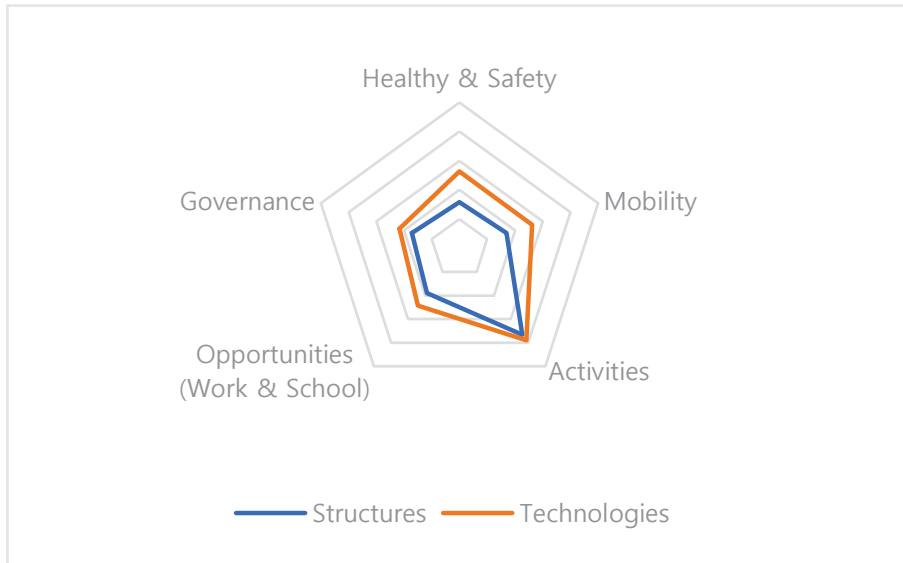 Healthy & Safety
Governance
Mobility
Opportunities
(Work & School)
Activities
Structures
Technologies